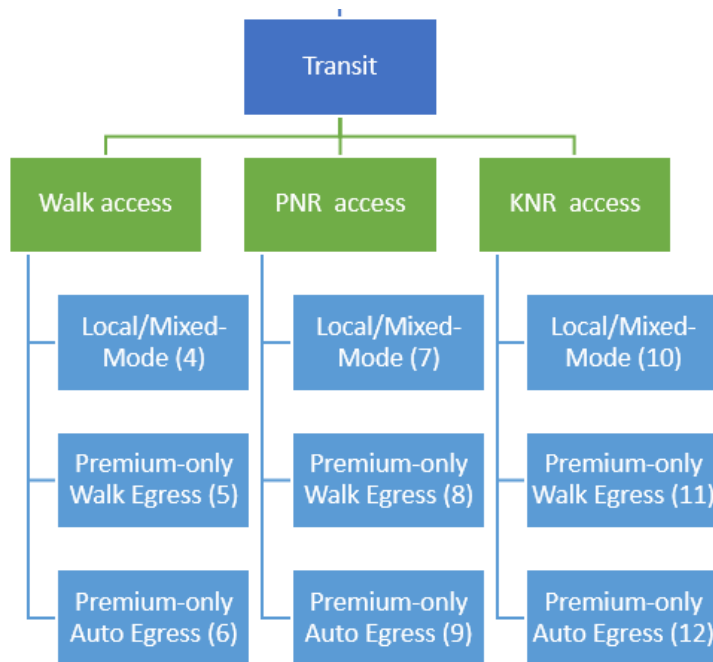 Transit
Walk access
PNR  access
KNR  access
Local/Mixed-
Mode (4)
Local/Mixed-
Mode (7)
Local/Mixed-
Mode (10)
Premium-only
Walk Egress (5)
Premium-only
Walk Egress (8)
Premium-only
Walk Egress (11)
Premium-only
Auto Egress (6)
Premium-only
Auto Egress (9)
Premium-only
Auto Egress (12)